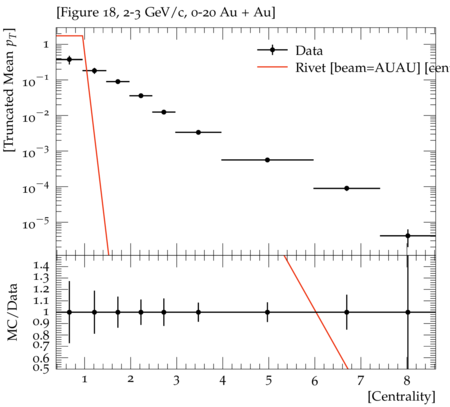 [Figure 18, 2-3 GeV/c, 0-20 Au + Au]
[Truncated Mean pT]
1
10−1
10−2
10−3
10−4
10−5
Data
Rivet [beam=AUAU] [cen
MC/Data
1.4
1.3
1.2
1.1
1
0.9
0.8
0.7
0.6
0.5
1 2 3 4 5 6 7 8
[Centrality]